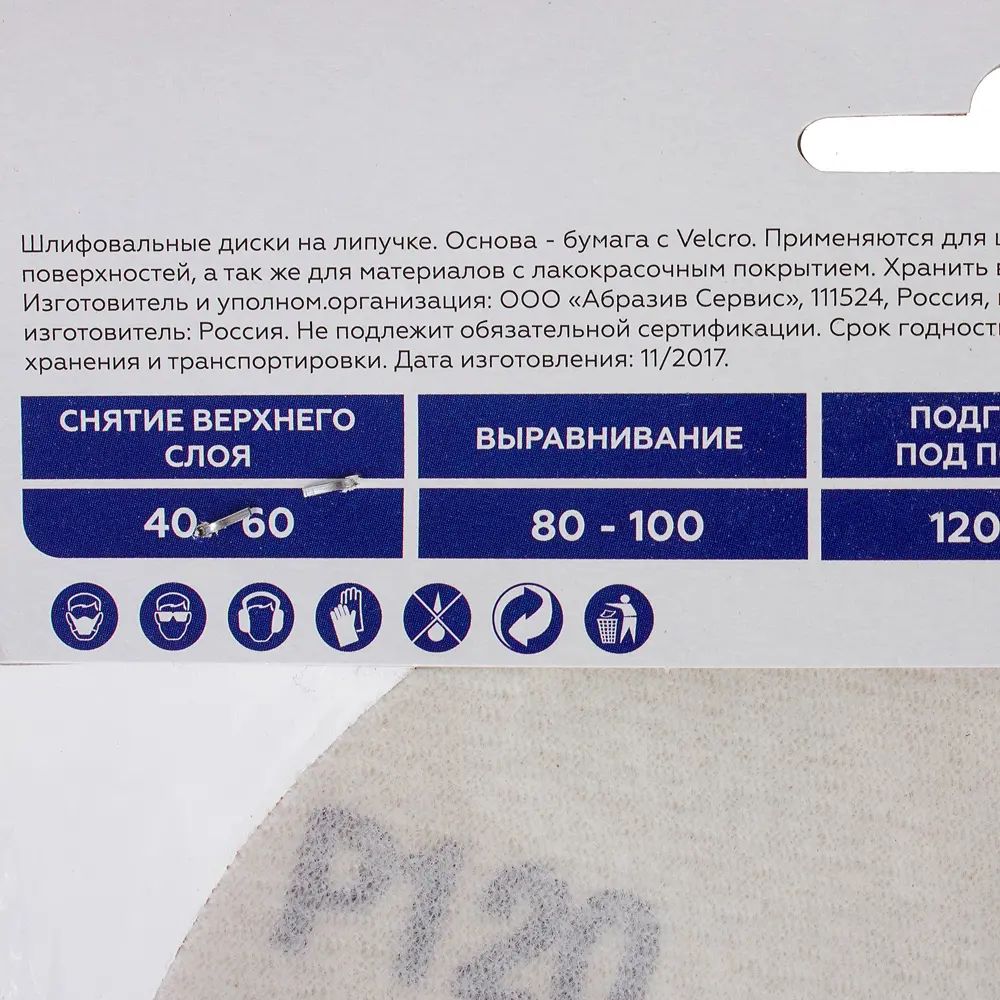 Шлифовальные диски на липучке. Основа - бумага с Velcro. Применяются для
поверхностей, а так же для материалов с лакокрасочным покрытием. Хранить
Изготовитель и уполном.организация: ООО «Абразив Сервис», 111524, Россия,
изготовитель: Россия. Не подлежит обязательной сертификации. Срок
хранения и транспортировки. Дата изготовления: 11/2017.
СНЯТИЕ ВЕРХНЕГО
СЛОЯ
ВЫРАВНИВАНИЕ
ПОД
40 - 60
80 - 100
120
P120